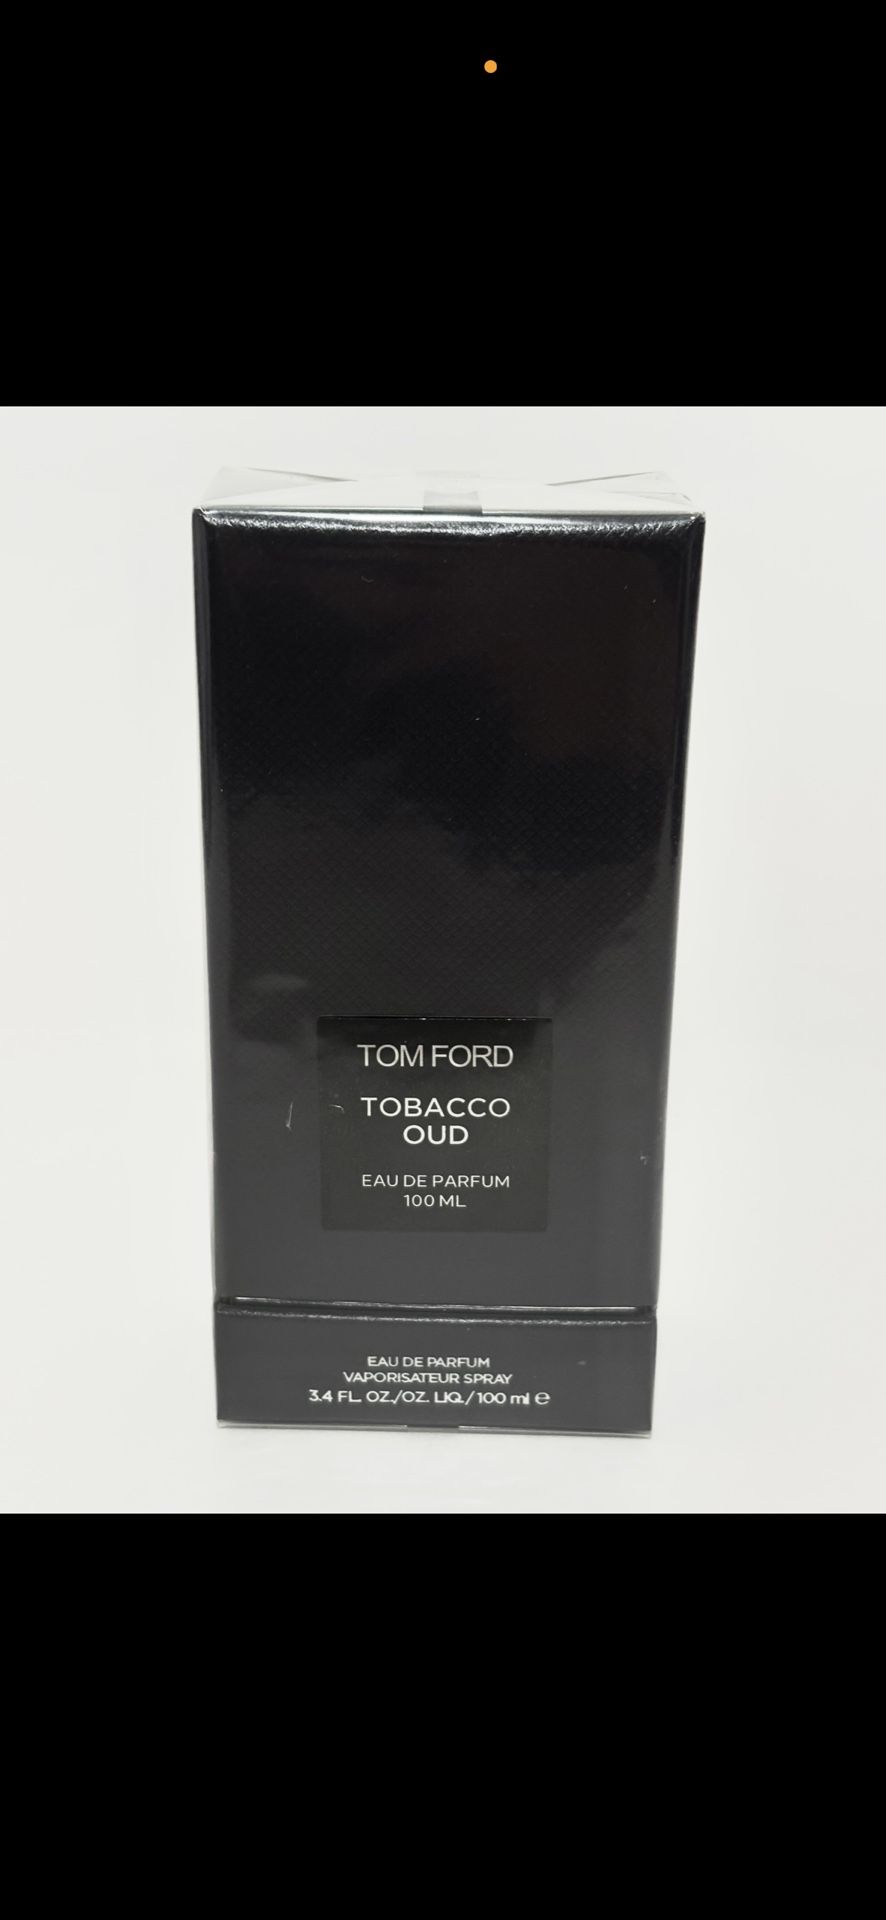 TOM FORD
TOBACCO
OUD
EAU DE PARFUM
100 ML
EAU DE PARFUM
VAPORISATEUR SPRAY
3.4 FL. OZ./OZ. LIQ./100 ml ℮